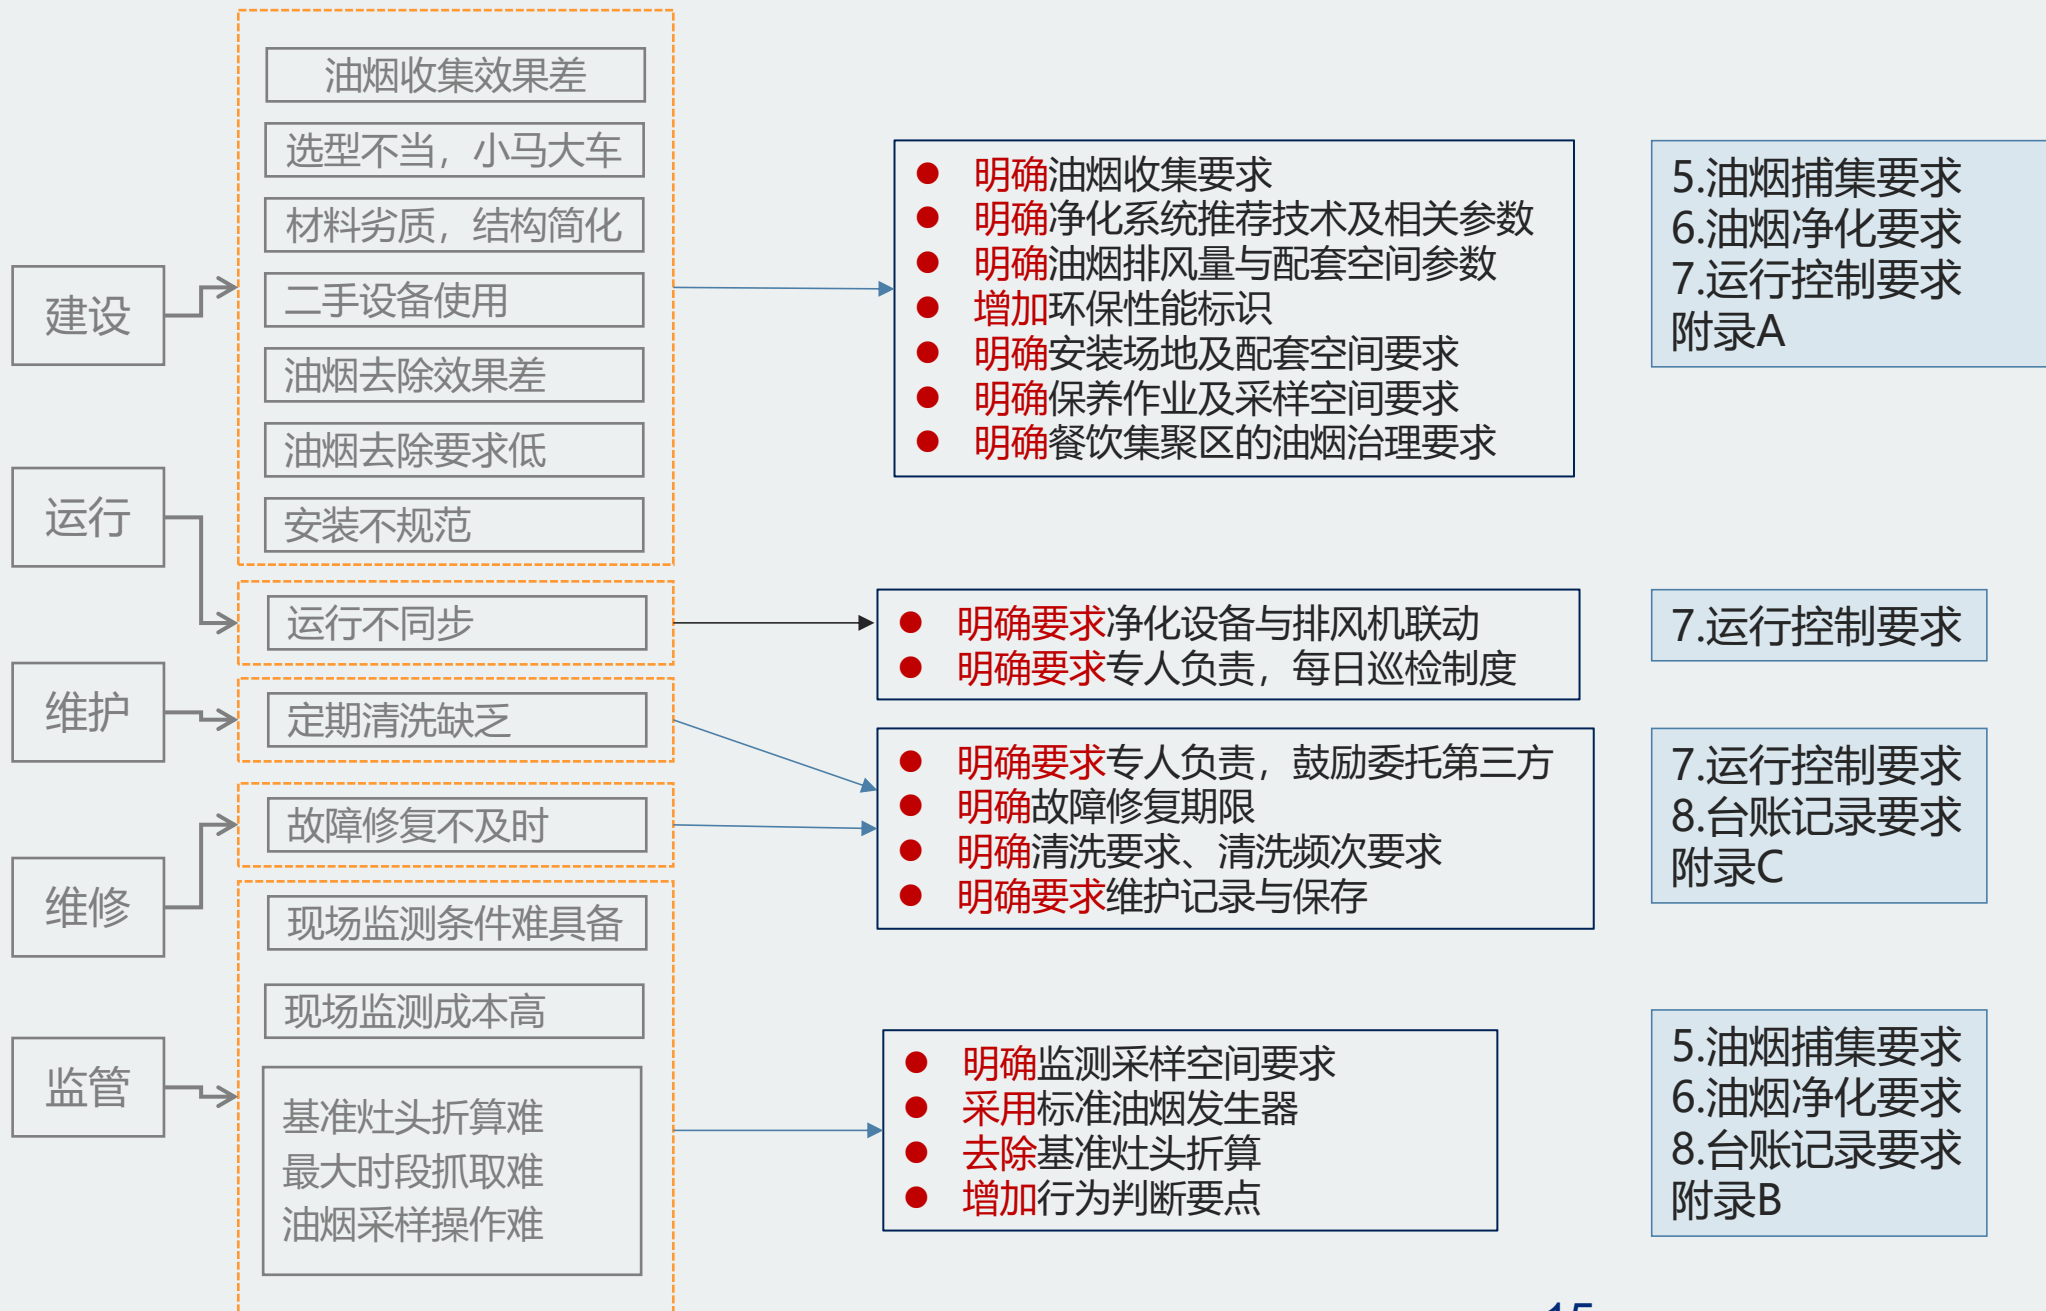 建设
运行
维护
维修
监管
油烟收集效果差
选型不当，小马大车
材料劣质，结构简化
二手设备使用
油烟去除效果差
油烟去除要求低
安装不规范
运行不同步
定期清洗缺乏
故障修复不及时
现场监测条件难具备
现场监测成本高
基准灶头折算难
最大时段抓取难
油烟采样操作难
● 明确油烟收集要求
● 明确净化系统推荐技术及相关参数
● 明确油烟排风量与配套空间参数
● 增加环保性能标识
● 明确安装场地及配套空间要求
● 明确保养作业及采样空间要求
● 明确餐饮集聚区的油烟治理要求
● 明确要求净化设备与排风机联动
● 明确要求专人负责，每日巡检制度
● 明确要求专人负责，鼓励委托第三方
● 明确故障修复期限
● 明确清洗要求、清洗频次要求
● 明确要求维护记录与保存
● 明确监测采样空间要求
● 采用标准油烟发生器
● 去除基准灶头折算
● 增加行为判断要点
5.油烟捕集要求
6.油烟净化要求
7.运行控制要求
附录A
7.运行控制要求
7.运行控制要求
8.台账记录要求
附录C
5.油烟捕集要求
6.油烟净化要求
8.台账记录要求
附录B
15